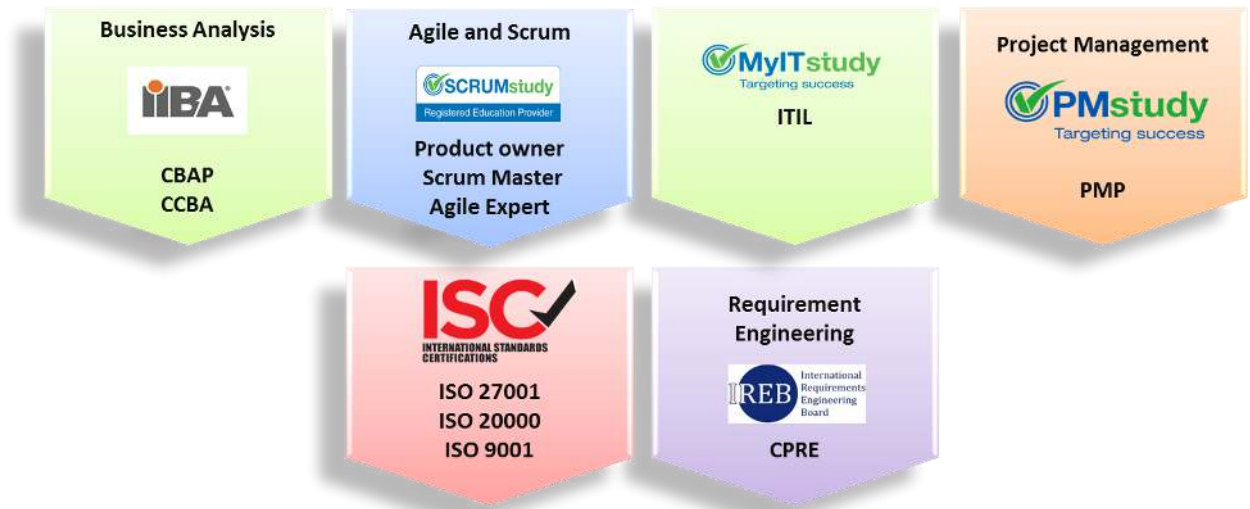 Business Analysis
iiBA®
CBAP
CCBA
Agile and Scrum
SCRUMstudy
Registered Education Provider
Product owner
Scrum Master
Agile Expert
MyITstudy
Targeting success
ITIL
Project Management
PMstudy
Targeting success
PMP
ISC
INTERNATIONAL STANDARDS
CERTIFICATIONS
ISO 27001
ISO 20000
ISO 9001
Requirement
Engineering
IREB
International
Requirements
Engineering
Board
CPRE